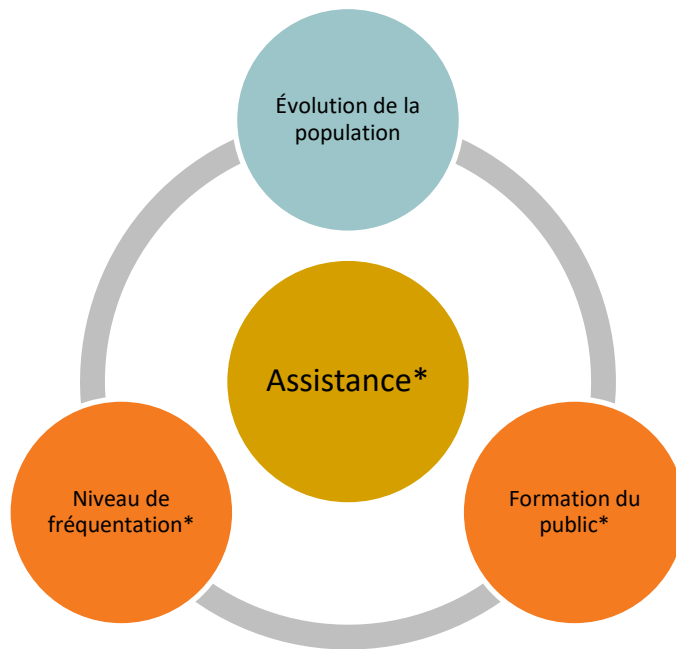 Évolution de la
population
Assistance*
Niveau de
fréquentation*
Formation du
public*